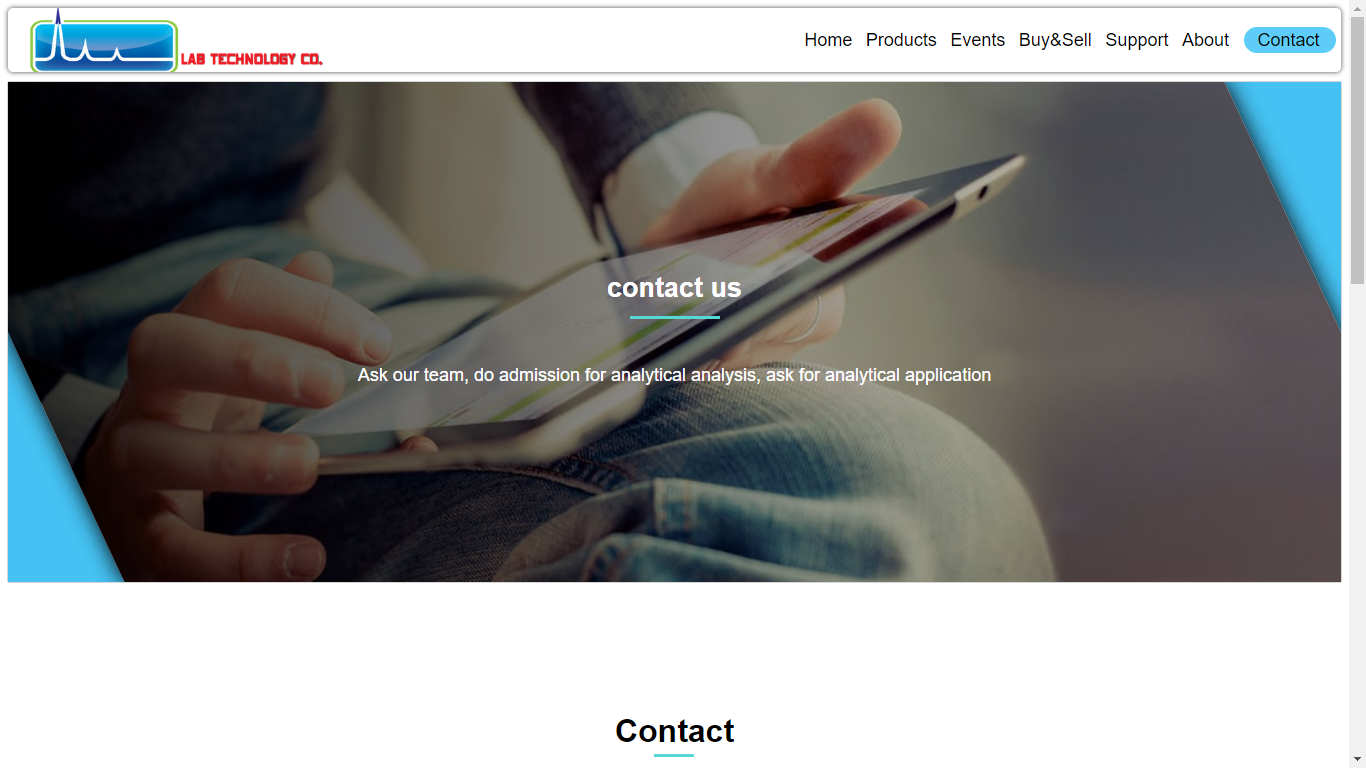 LAB TECHNOLOGY CO.
Home Products Events Buy&Sell Support About Contact
contact us
Ask our team, do admission for analytical analysis, ask for analytical application
Contact